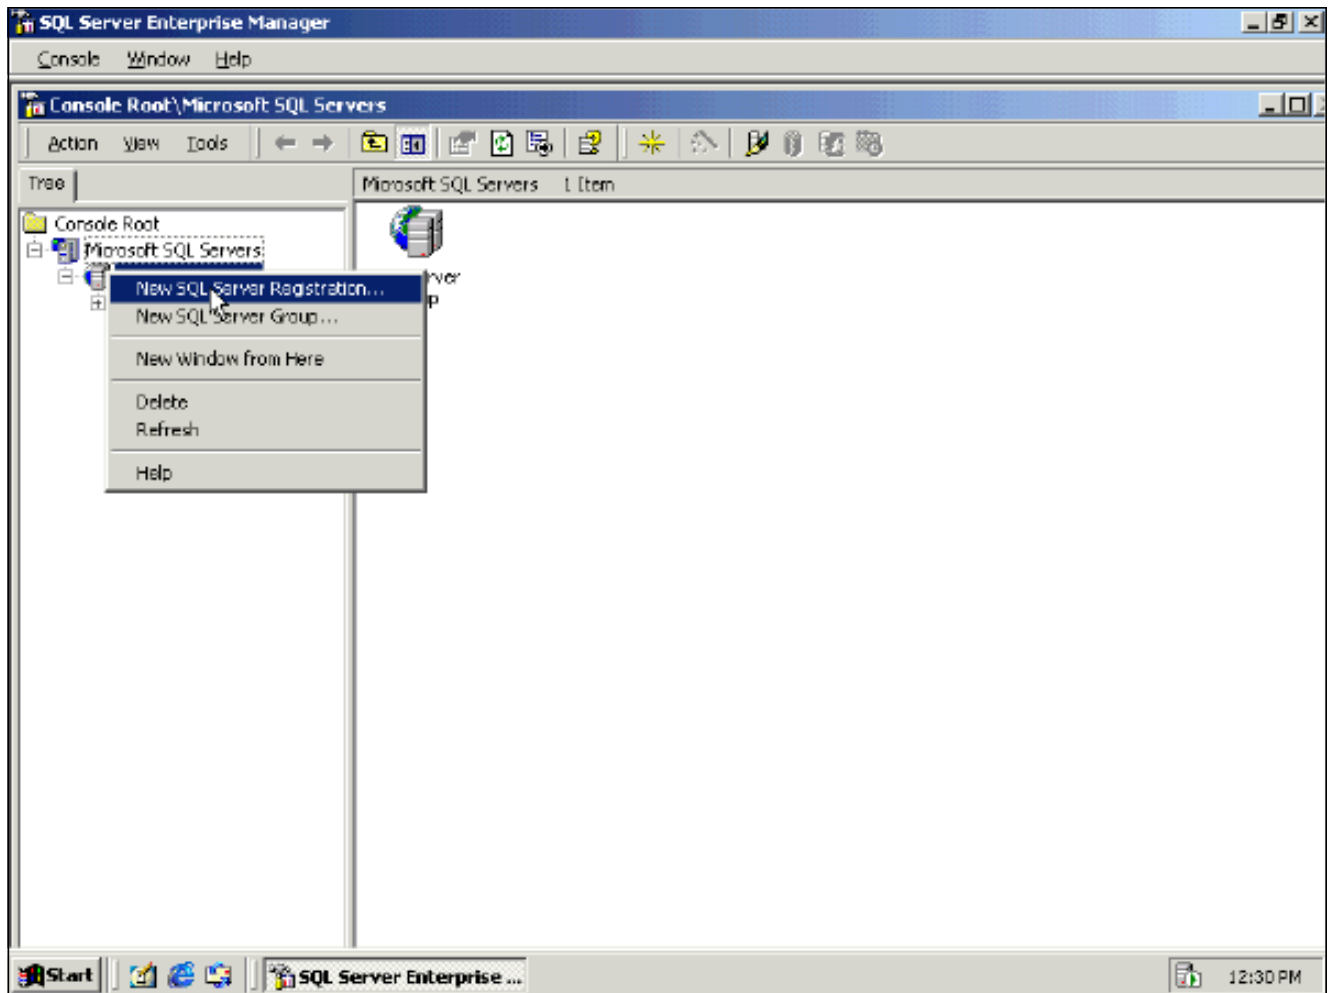 SQL Server Enterprise Manager
Console Window Help
Console Root\Microsoft SQL Servers
Action View Tools
Tree
Microsoft SQL Servers 1 Item
Console Root
Microsoft SQL Servers
New SQL Server Registration...
New SQL Server Group...
New Window from Here
Delete
Refresh
Help
Start
SQL Server Enterprise ...
12:30 PM